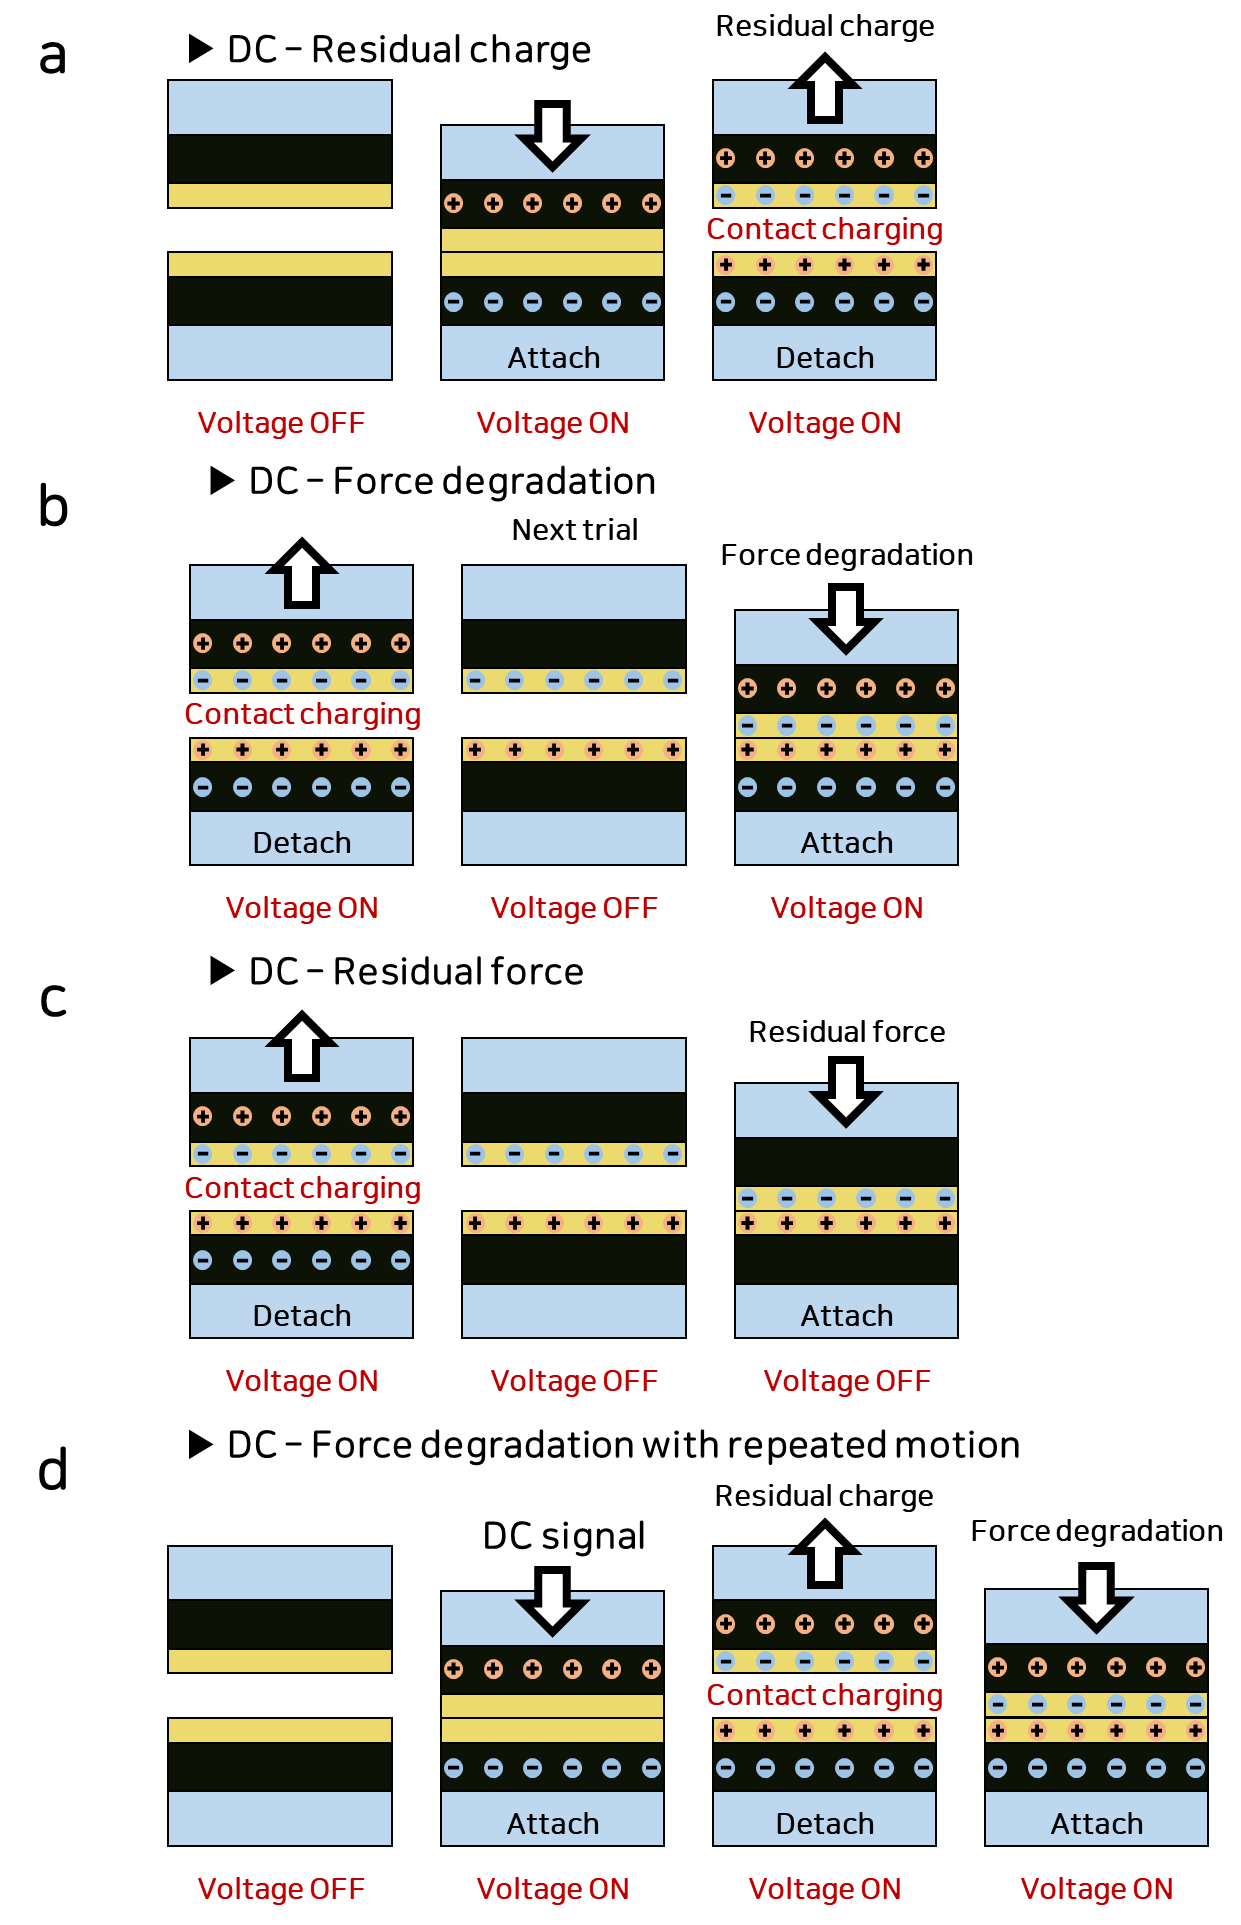 a
▶ DC – Residual charge
Residual charge
Contact charging
Attach
Detach
Voltage OFF
Voltage ON
Voltage ON
b
▶ DC – Force degradation
Next trial
Force degradation
Contact charging
Detach
Attach
Voltage ON
Voltage OFF
Voltage ON
c
▶ DC – Residual force
Residual force
Contact charging
Detach
Attach
Voltage ON
Voltage OFF
Voltage OFF
d
▶ DC – Force degradation with repeated motion
DC signal
Residual charge
Force degradation
Contact charging
Attach
Detach
Attach
Voltage OFF
Voltage ON
Voltage ON
Voltage ON